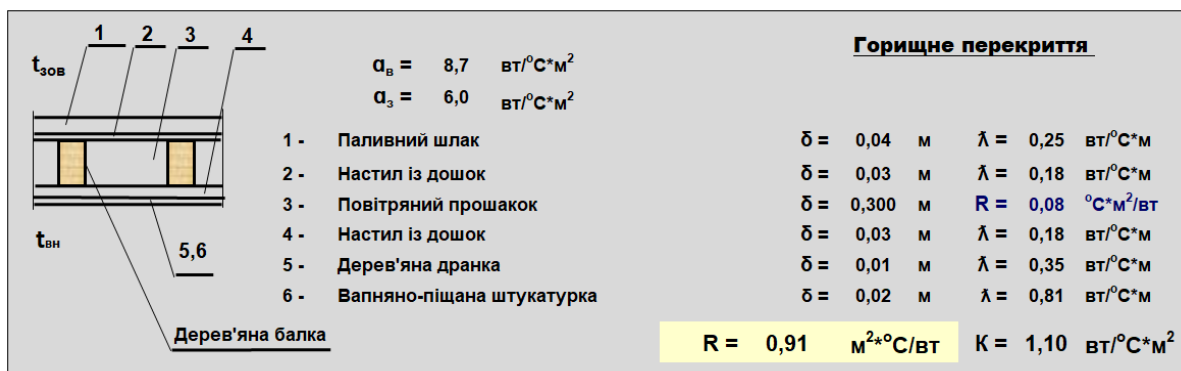 Горищне перекриття
1 2 3 4
tзов
αв = 8,7 вт/°С*м²
αз = 6,0 вт/°С*м²
1 - Паливний шлак δ = 0,04 м ƛ = 0,25 вт/°С*м
2 - Настил із дошок δ = 0,03 м ƛ = 0,18 вт/°С*м
3 - Повітряний прошакок δ = 0,300 м R = 0,08 °С*м²/вт
tвн
4 - Настил із дошок δ = 0,03 м ƛ = 0,18 вт/°С*м
5,6
5 - Дерев'яна дранка δ = 0,01 м ƛ = 0,35 вт/°С*м
6 - Вапняно-піщана штукатурка δ = 0,02 м ƛ = 0,81 вт/°С*м
Дерев'яна балка
R = 0,91 м²*°С/вт К = 1,10 вт/°С*м²